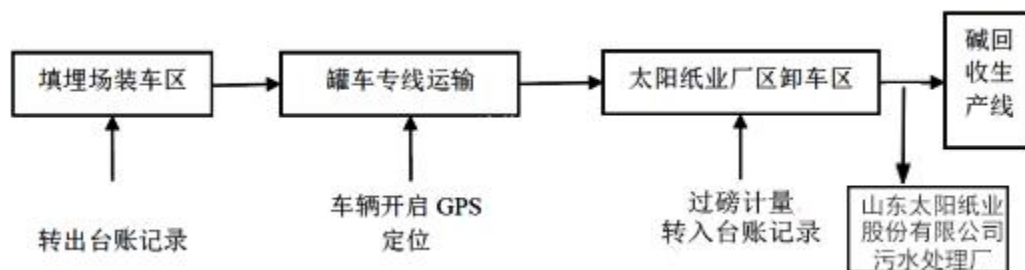 填埋场装车区
罐车专线运输
太阳纸业厂区卸车区
碱回
收生
产线
转出台账记录
车辆开启 GPS
定位
过磅计量
转入台账记录
山东太阳纸业
股份有限公司
污水处理厂